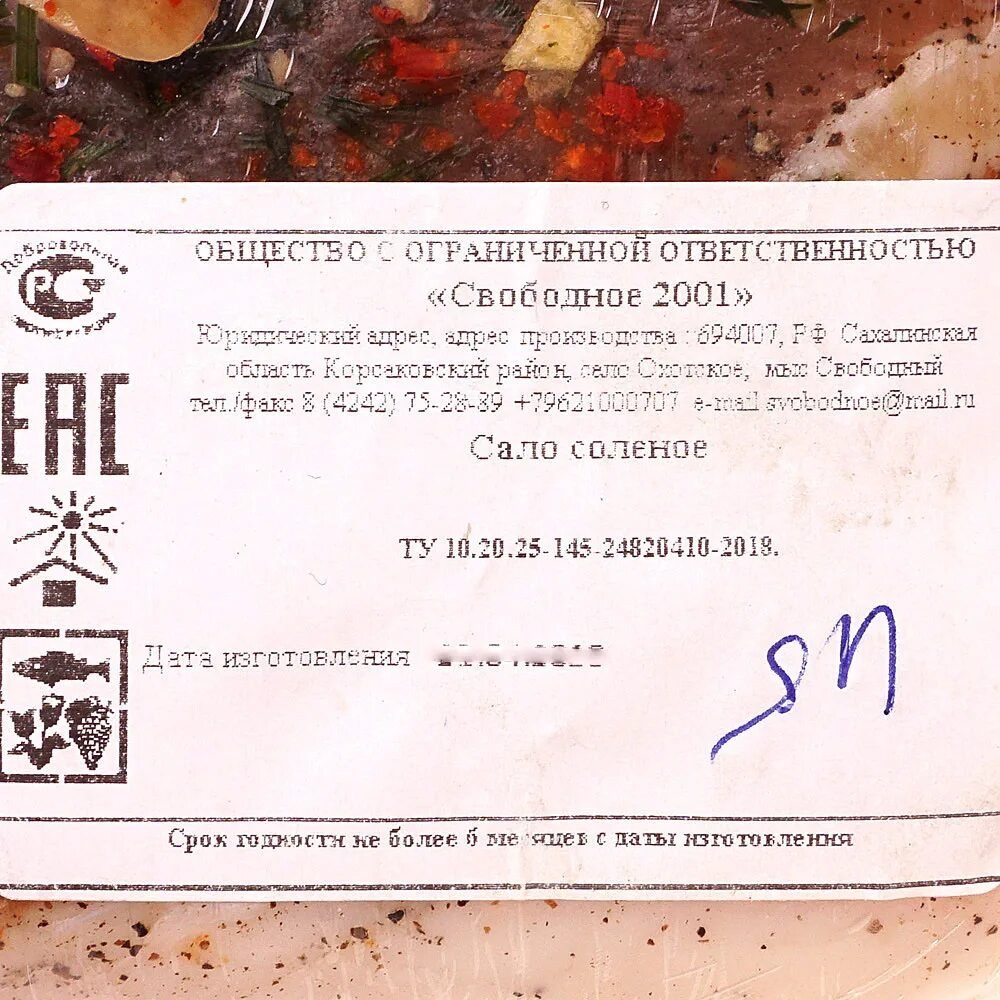 ОБЩЕСТВО С ОГРАНИЧЕННОЙ ОТВЕТСТВЕННОСТЬЮ
«Свободное 2001»
Юридический адрес, адрес производства : 694007, РФ Сахалинская
область Корсаковский район, село Охотское, мыс Свободный
тел./факс 8 (4242) 75-28-89 +79621000707 e-mail svobodnoe@mail.ru
Сало соленое
ТУ 10.20.25-145-24820410-2018.
Дата изготовления
Срок годности не более 6 месяцев с даты изготовления
Добровольная
РС
EAC